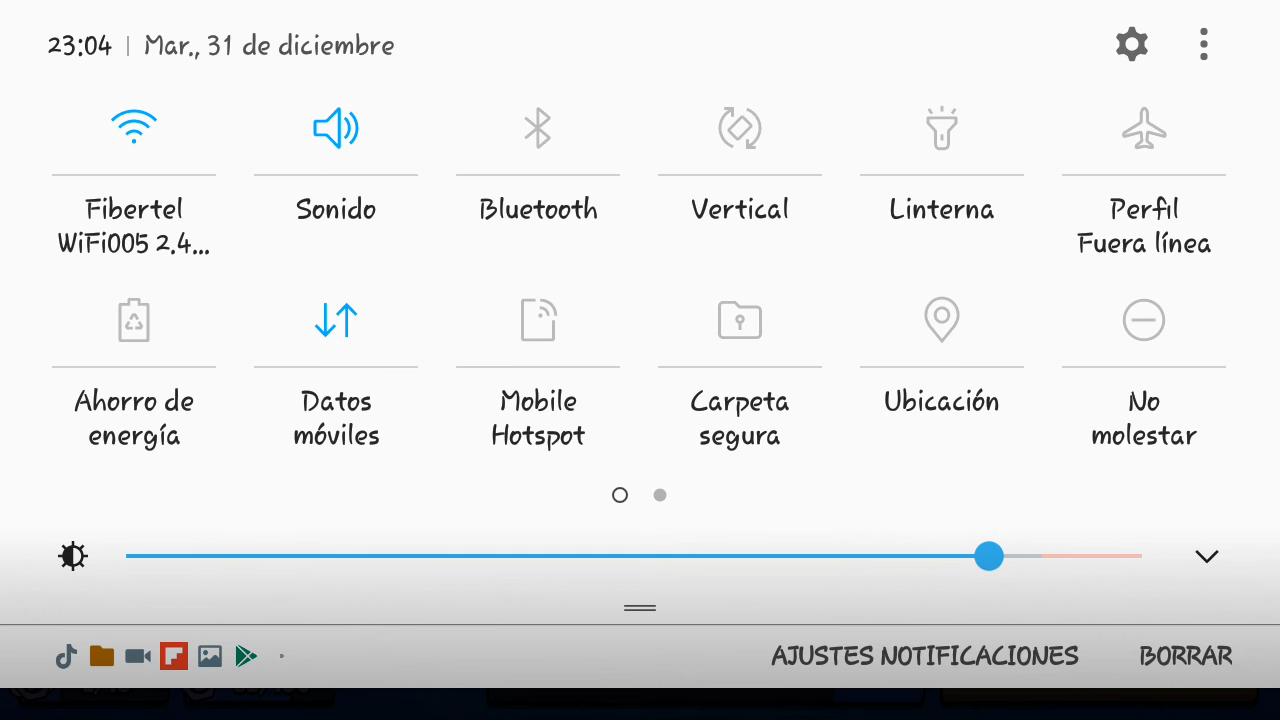 23:04 | Mar., 31 de diciembre
Fibertel
WiFi005 2.4...
Sonido
Bluetooth
Vertical
Linterna
Perfil
Fuera línea
Ahorro de
energía
Datos
móviles
Mobile
Hotspot
Carpeta
segura
Ubicación
No
molestar
AJUSTES NOTIFICACIONES
BORRAR